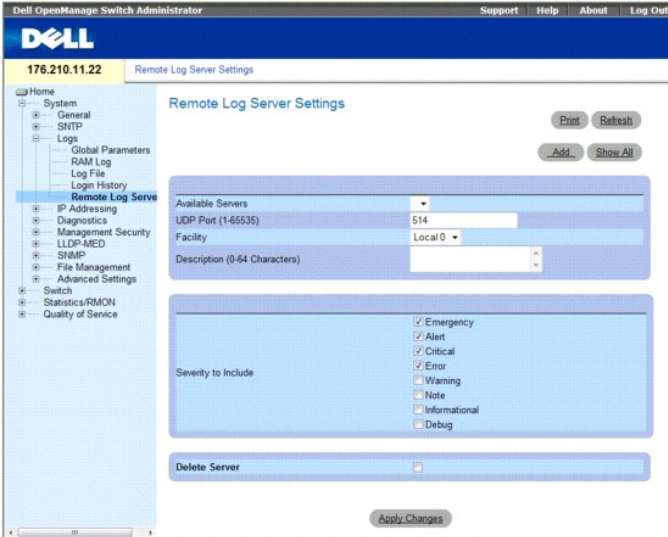 Dell OpenManage Switch Administrator
Support Help About Log Out
DELL
176.210.11.22
Remote Log Server Settings
Home
System
General
SNTP
Logs
Global Parameters
RAM Log
Log File
Login History
Remote Log Serve
IP Addressing
Diagnostics
Management Security
LLDP-MED
SNMP
File Management
Advanced Settings
Switch
Statistics/RMON
Quality of Service
Remote Log Server Settings
Print Refresh
Add Show All
Available Servers
UDP Port (1-65535) 514
Facility Local 0
Description (0-64 Characters)
Severity to Include
Emergency
Alert
Critical
Error
Warning
Note
Informational
Debug
Delete Server
Apply Changes